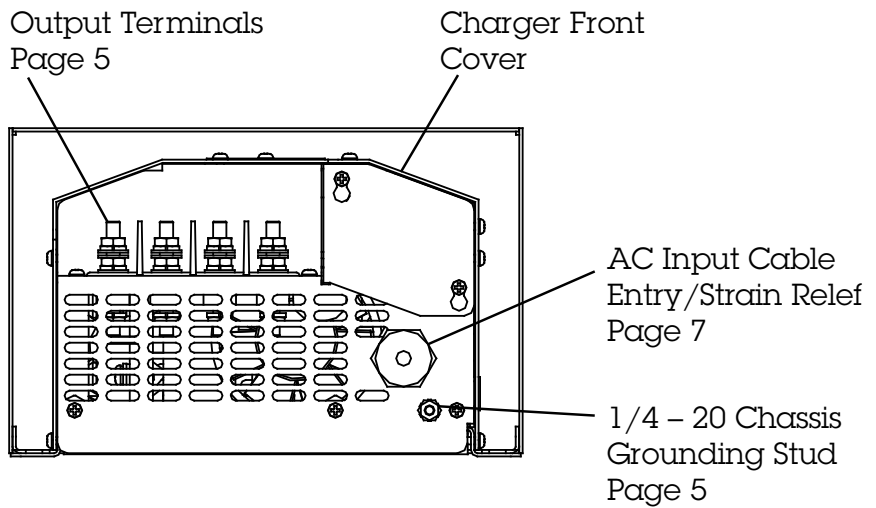 Output Terminals
Page 5
Charger Front
Cover
AC Input Cable
Entry/Strain Relef
Page 7
1/4 – 20 Chassis
Grounding Stud
Page 5